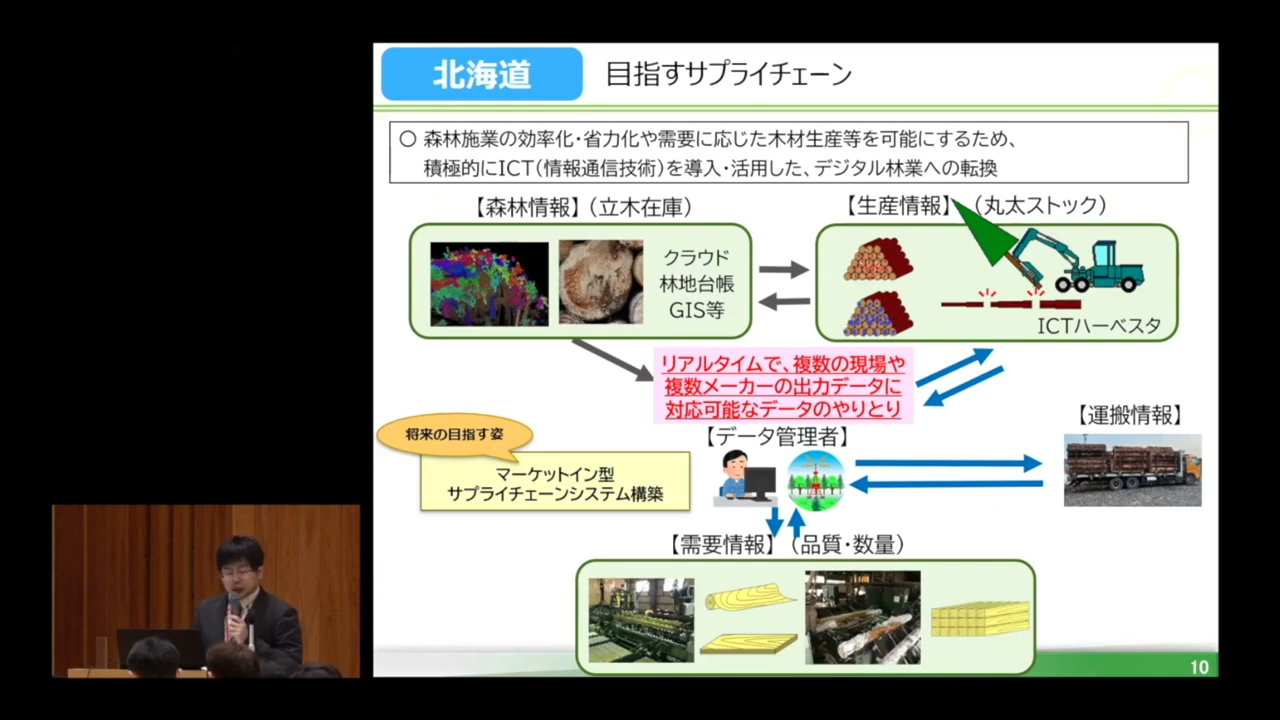 北海道
目指すサプライチェーン
○ 森林施業の効率化・省力化や需要に応じた木材生産等を可能にするため、
積極的にICT（情報通信技術）を導入・活用した、デジタル林業への転換
【森林情報】（立木在庫）
クラウド
林地台帳
GIS等
【生産情報】（丸太ストック）
ICTハーベスタ
リアルタイムで、複数の現場や
複数メーカーの出力データに
対応可能なデータのやりとり
【運搬情報】
将来の目指す姿
マーケットイン型
サプライチェーンシステム構築
【データ管理者】
【需要情報】（品質・数量）
10